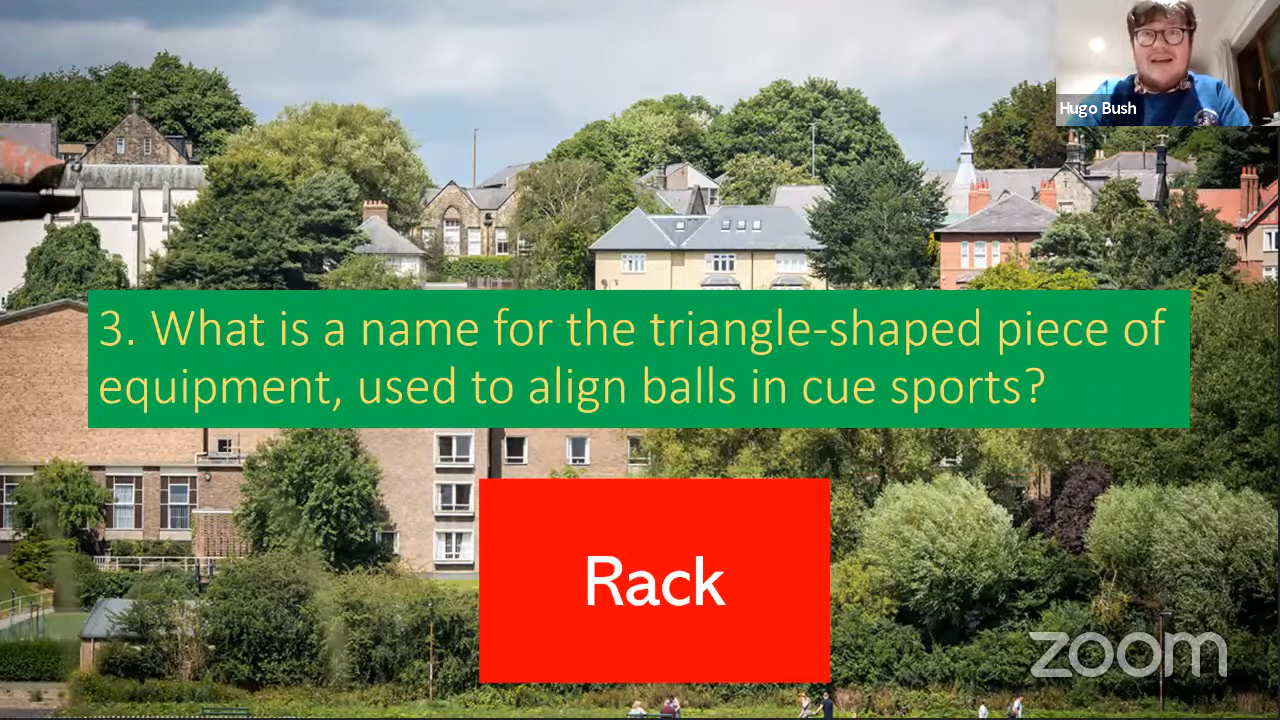 Hugo Bush
3. What is a name for the triangle-shaped piece of
equipment, used to align balls in cue sports?
Rack
zoom